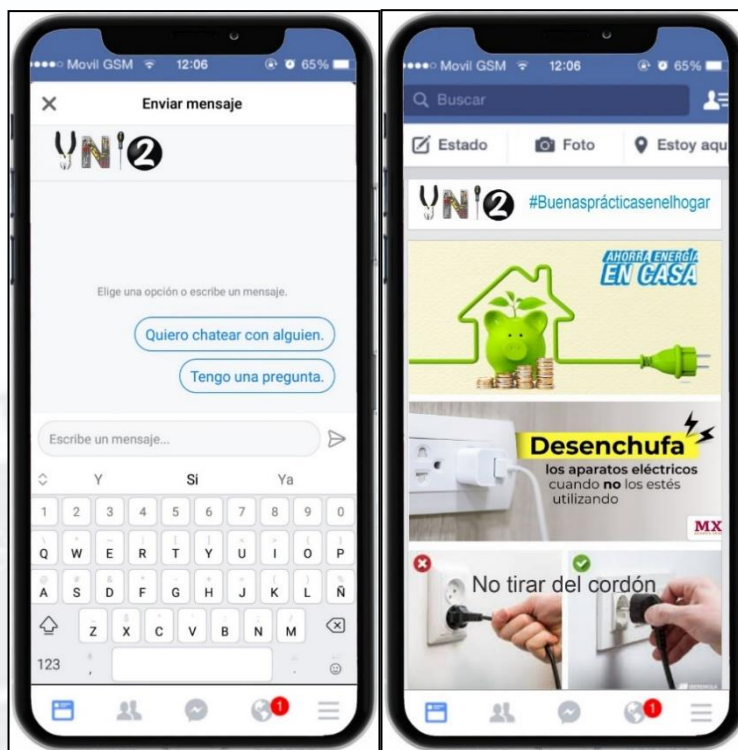 Movil GSM 12:06 65%
Enviar mensaje
YNi2
Elige una opción o escribe un mensaje.
Quiero chatear con alguien.
Tengo una pregunta.
Escribe un mensaje...
Y Si Ya
1 2 3 4 5 6 7 8 9 0
Q W E R T Y U I O P
A S D F G H J K L Ñ
Z X C V B N M
123 , .
1
Movil GSM 12:06 65%
Buscar
Estado Foto Estoy aqu
YNi2 #Buenasprácticasenelhogar
AHORRA ENERGÍA
EN CASA
Desenchufa
los aparatos eléctricos
cuando no los estés
utilizando
MX
No tirar del cordón
1